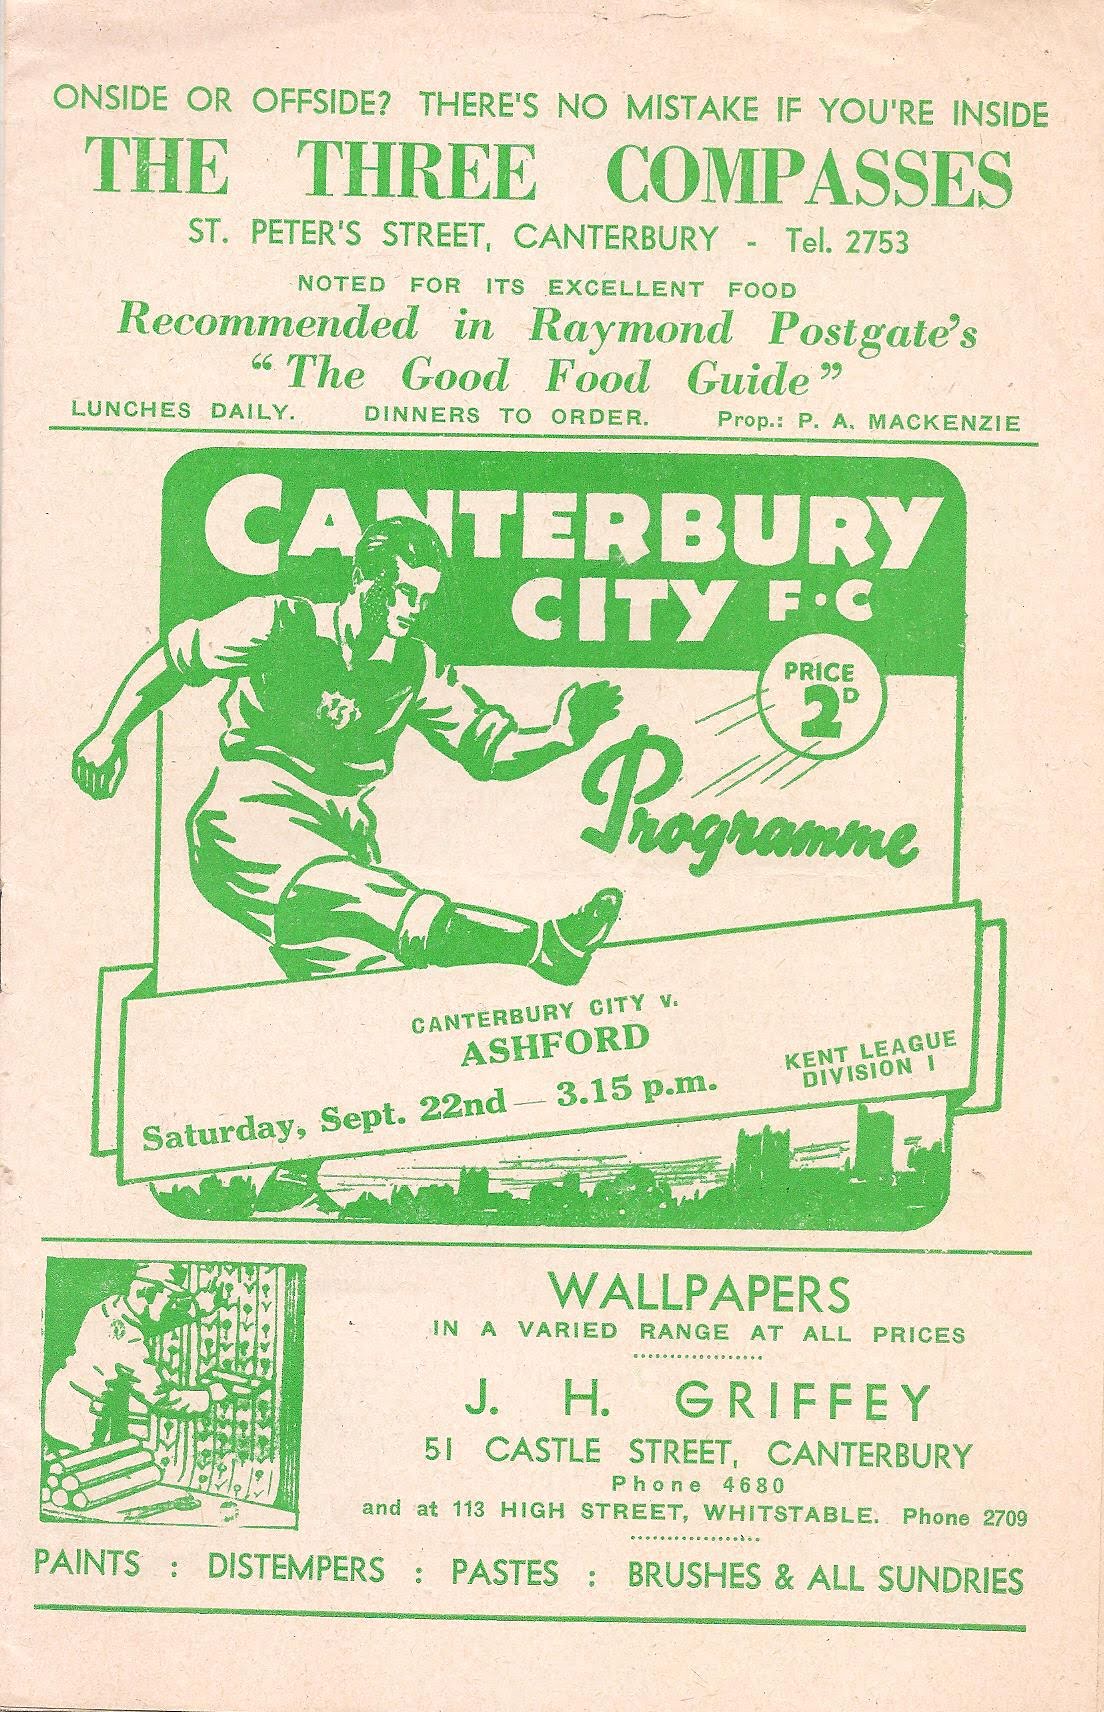 ONSIDE OR OFFSIDE? THERE'S NO MISTAKE IF YOU'RE INSIDE
THE THREE COMPASSES
ST. PETER'S STREET, CANTERBURY - Tel. 2753
NOTED FOR ITS EXCELLENT FOOD
Recommended in Raymond Postgate's
"The Good Food Guide"
LUNCHES DAILY. DINNERS TO ORDER. Prop.: P. A. MACKENZIE
CANTERBURY
CITY F·C
PRICE
2D
Programme
CANTERBURY CITY v.
ASHFORD
KENT LEAGUE
DIVISION I
Saturday, Sept. 22nd — 3.15 p.m.
WALLPAPERS
IN A VARIED RANGE AT ALL PRICES
J. H. GRIFFEY
51 CASTLE STREET, CANTERBURY
Phone 4680
and at 113 HIGH STREET, WHITSTABLE. Phone 2709
PAINTS : DISTEMPERS : PASTES : BRUSHES & ALL SUNDRIES